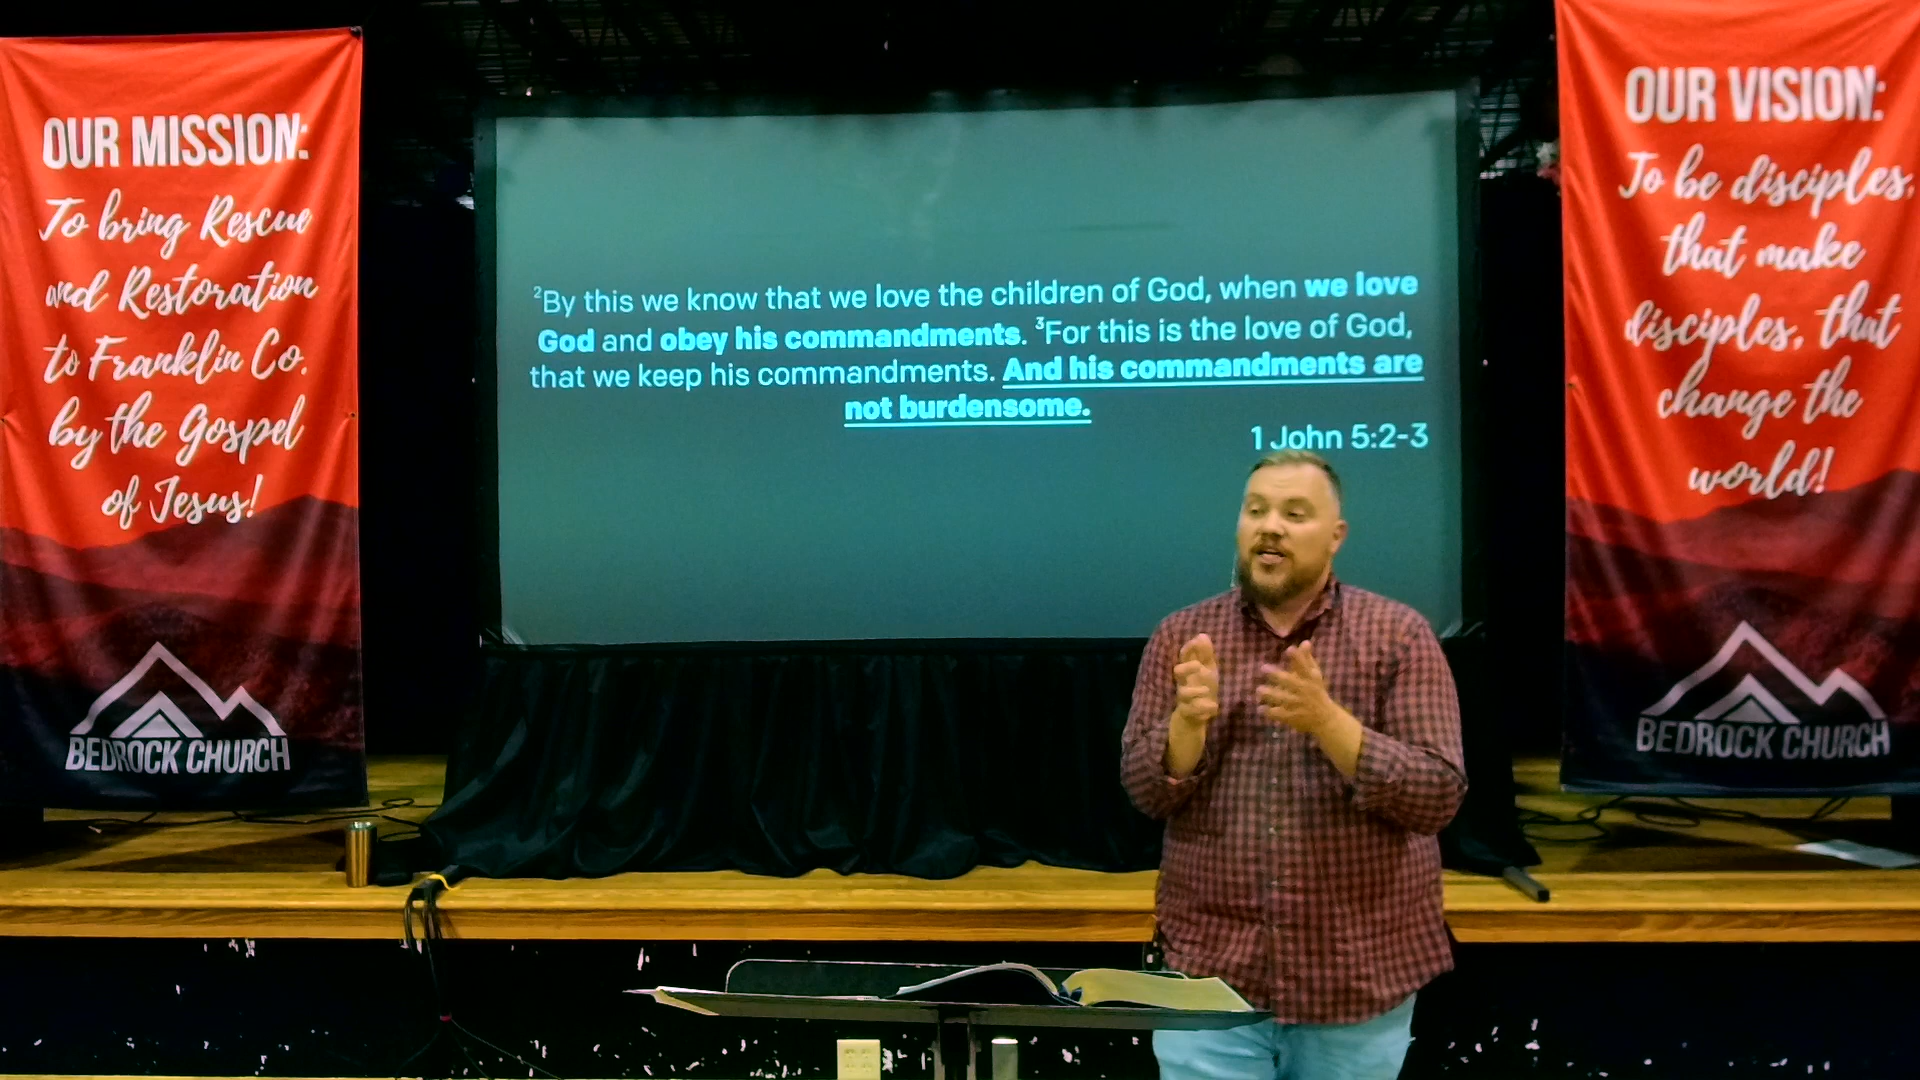 OUR MISSION:
To bring Rescue
and Restoration
to Franklin Co.
by the Gospel
of Jesus!
BEDROCK CHURCH
²By this we know that we love the children of God, when we love
God and obey his commandments. ³For this is the love of God,
that we keep his commandments. And his commandments are
not burdensome.
1 John 5:2-3
OUR VISION:
To be disciples,
that make
disciples, that
change the
world!
BEDROCK CHURCH